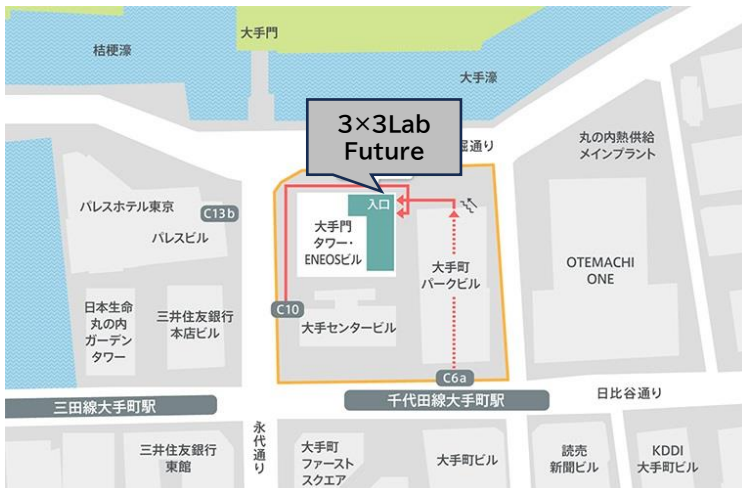 大手門
桔梗濠
大手濠
3×3Lab
Future
堀通り
丸の内熱供給
メインプラント
パレスホテル東京
C13b
パレスビル
入口
大手門
タワー・
ENEOSビル
大手町
パークビル
OTEMACHI
ONE
日本生命
丸の内
ガーデン
タワー
三井住友銀行
本店ビル
C10
大手センタービル
C6a
三田線大手町駅
千代田線大手町駅
日比谷通り
永代通り
三井住友銀行
東館
大手町
ファースト
スクエア
大手町ビル
読売
新聞ビル
KDDI
大手町ビル